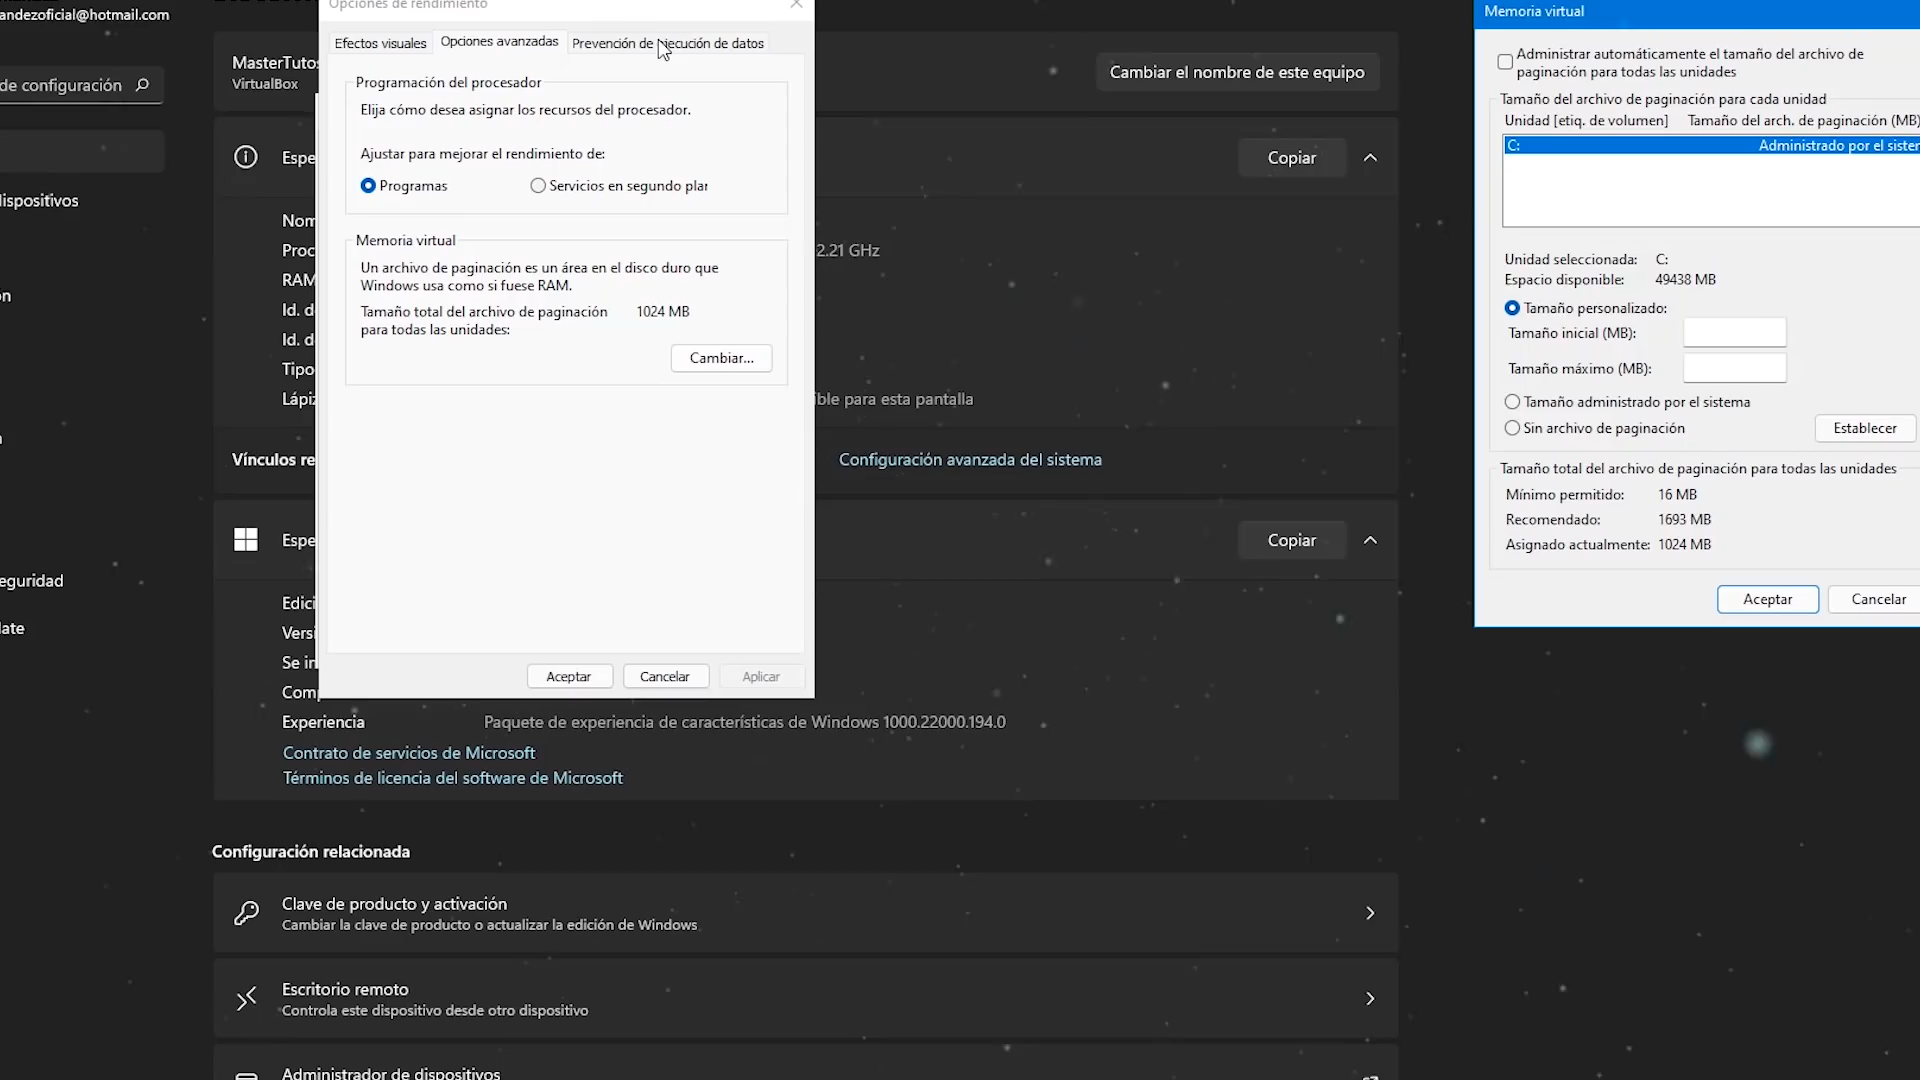 andezoficial@hotmail.com
de configuración
ispositivos
eguridad
Opciones de rendimiento
Efectos visuales
Opciones avanzadas
Prevención de ejecución de datos
Programación del procesador
Elija cómo desea asignar los recursos del procesador.
Ajustar para mejorar el rendimiento de:
Programas
Servicios en segundo plar
Memoria virtual
Un archivo de paginación es un área en el disco duro que
Windows usa como si fuese RAM.
Tamaño total del archivo de paginación
para todas las unidades:
1024 MB
Cambiar...
Aceptar
Cancelar
Aplicar
MasterTutos
VirtualBox
Cambiar el nombre de este equipo
Espe
Copiar
Nom
Proc
2.21 GHz
RAM
Id. d
Id. de
Tipo
Lápiz
ible para esta pantalla
Vínculos re
Configuración avanzada del sistema
Espe
Copiar
Edici
Versi
Se in
Comp
Experiencia
Paquete de experiencia de características de Windows 1000.22000.194.0
Contrato de servicios de Microsoft
Términos de licencia del software de Microsoft
Configuración relacionada
Clave de producto y activación
Cambiar la clave de producto o actualizar la edición de Windows
Escritorio remoto
Controla este dispositivo desde otro dispositivo
Administrador de dispositivos
Memoria virtual
Administrar automáticamente el tamaño del archivo de
paginación para todas las unidades
Tamaño del archivo de paginación para cada unidad
Unidad [etiq. de volumen] Tamaño del arch. de paginación (MB)
C: Administrado por el sister
Unidad seleccionada: C:
Espacio disponible: 49438 MB
Tamaño personalizado:
Tamaño inicial (MB):
Tamaño máximo (MB):
Tamaño administrado por el sistema
Sin archivo de paginación
Establecer
Tamaño total del archivo de paginación para todas las unidades
Mínimo permitido: 16 MB
Recomendado: 1693 MB
Asignado actualmente: 1024 MB
Aceptar
Cancelar